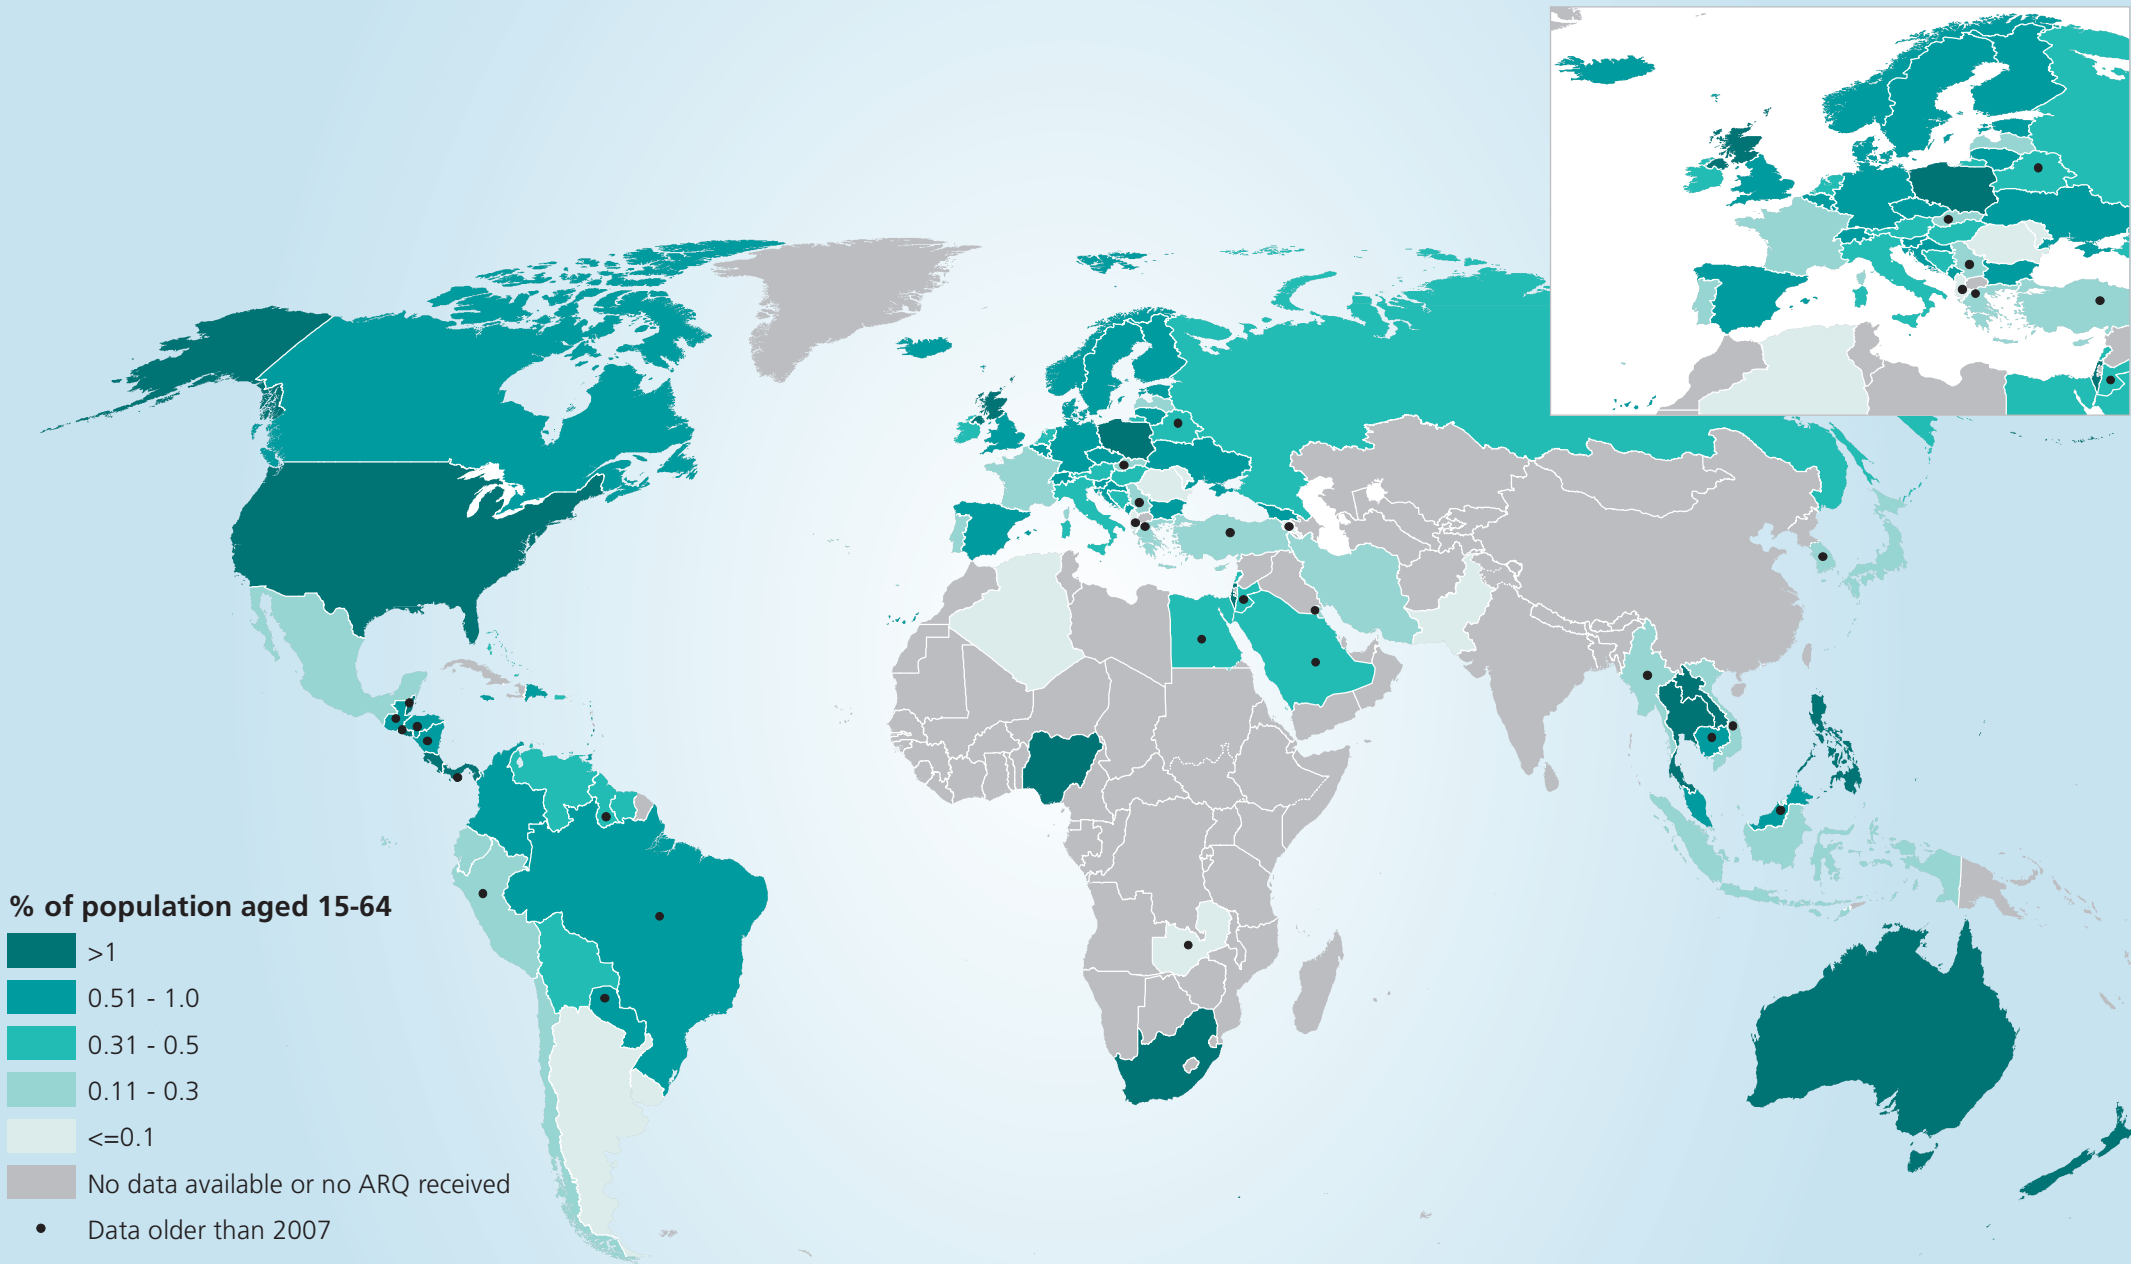 % of population aged 15-64
>1
0.51 - 1.0
0.31 - 0.5
0.11 - 0.3
<=0.1
No data available or no ARQ received
Data older than 2007